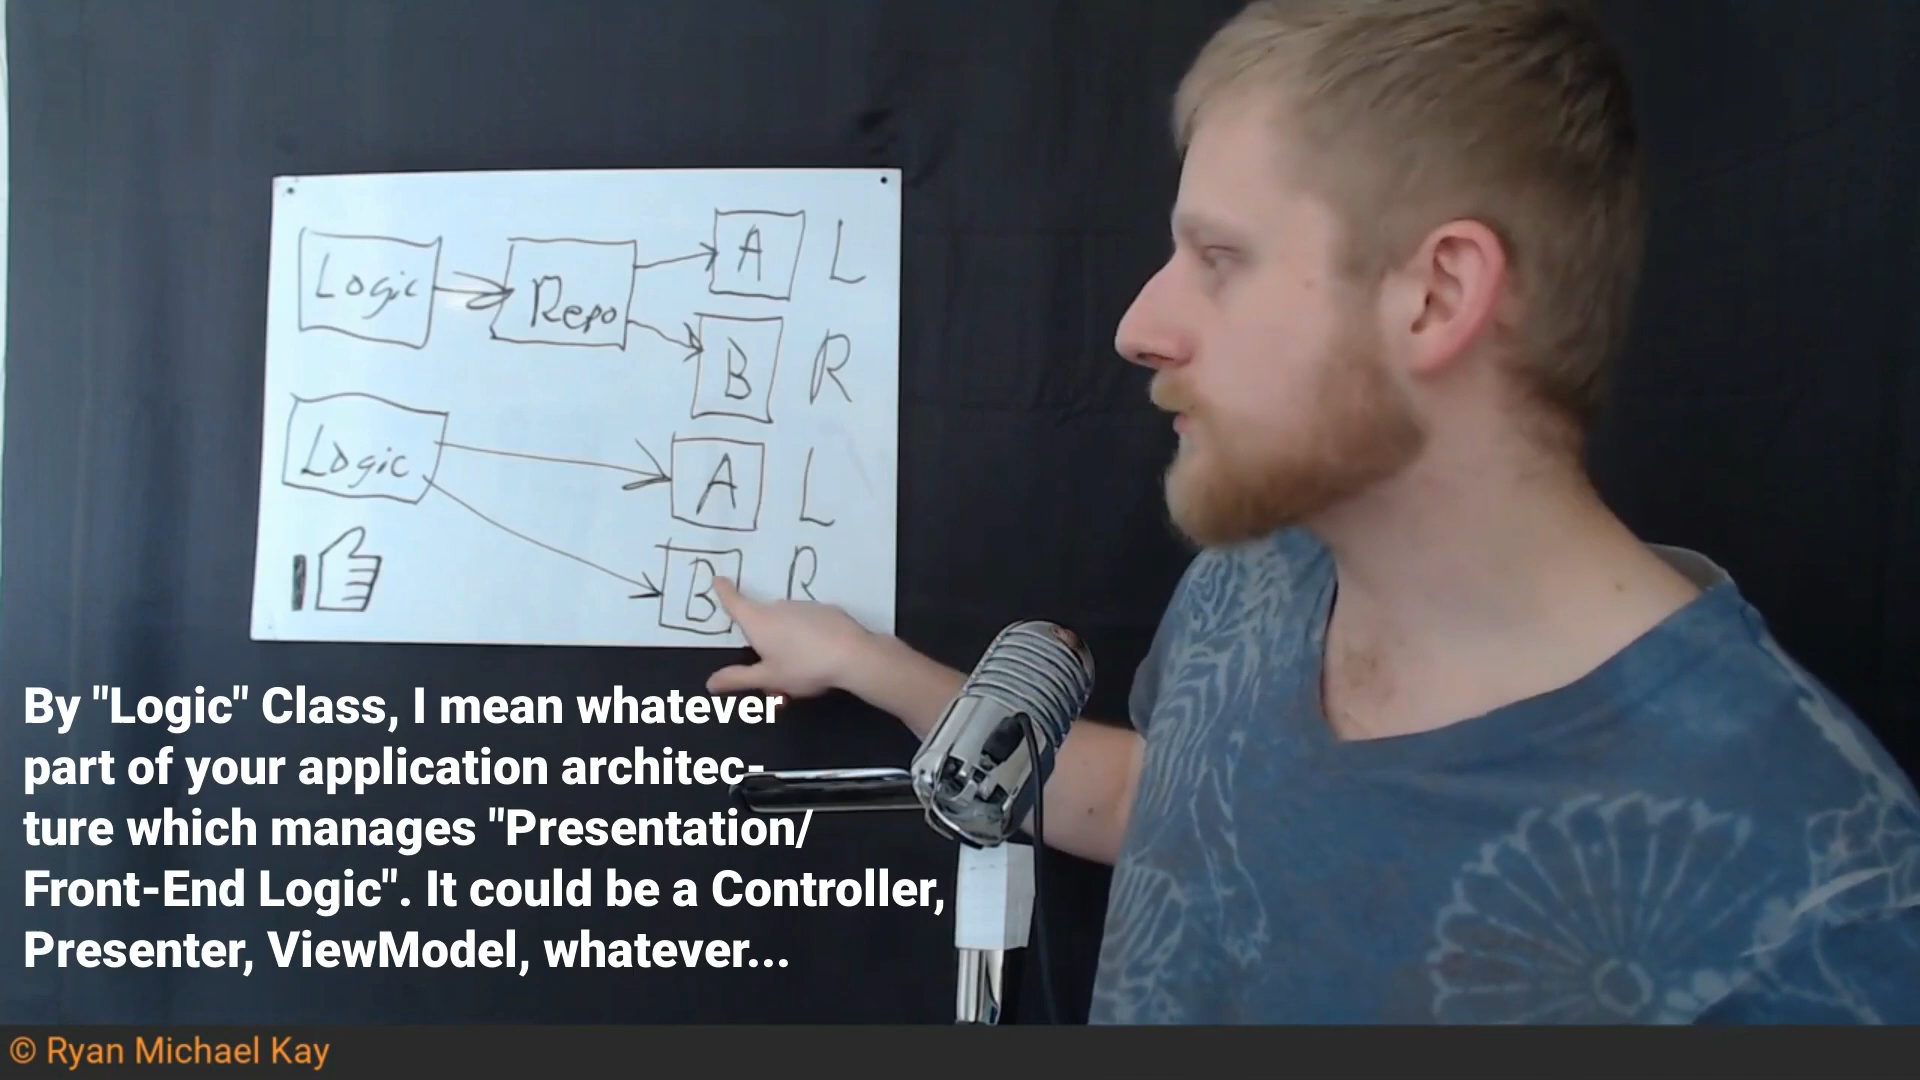 Logic Repo A L
B R
Logic A L
B R
By "Logic" Class, I mean whatever
part of your application architec-
ture which manages "Presentation/
Front-End Logic". It could be a Controller,
Presenter, ViewModel, whatever...
© Ryan Michael Kay